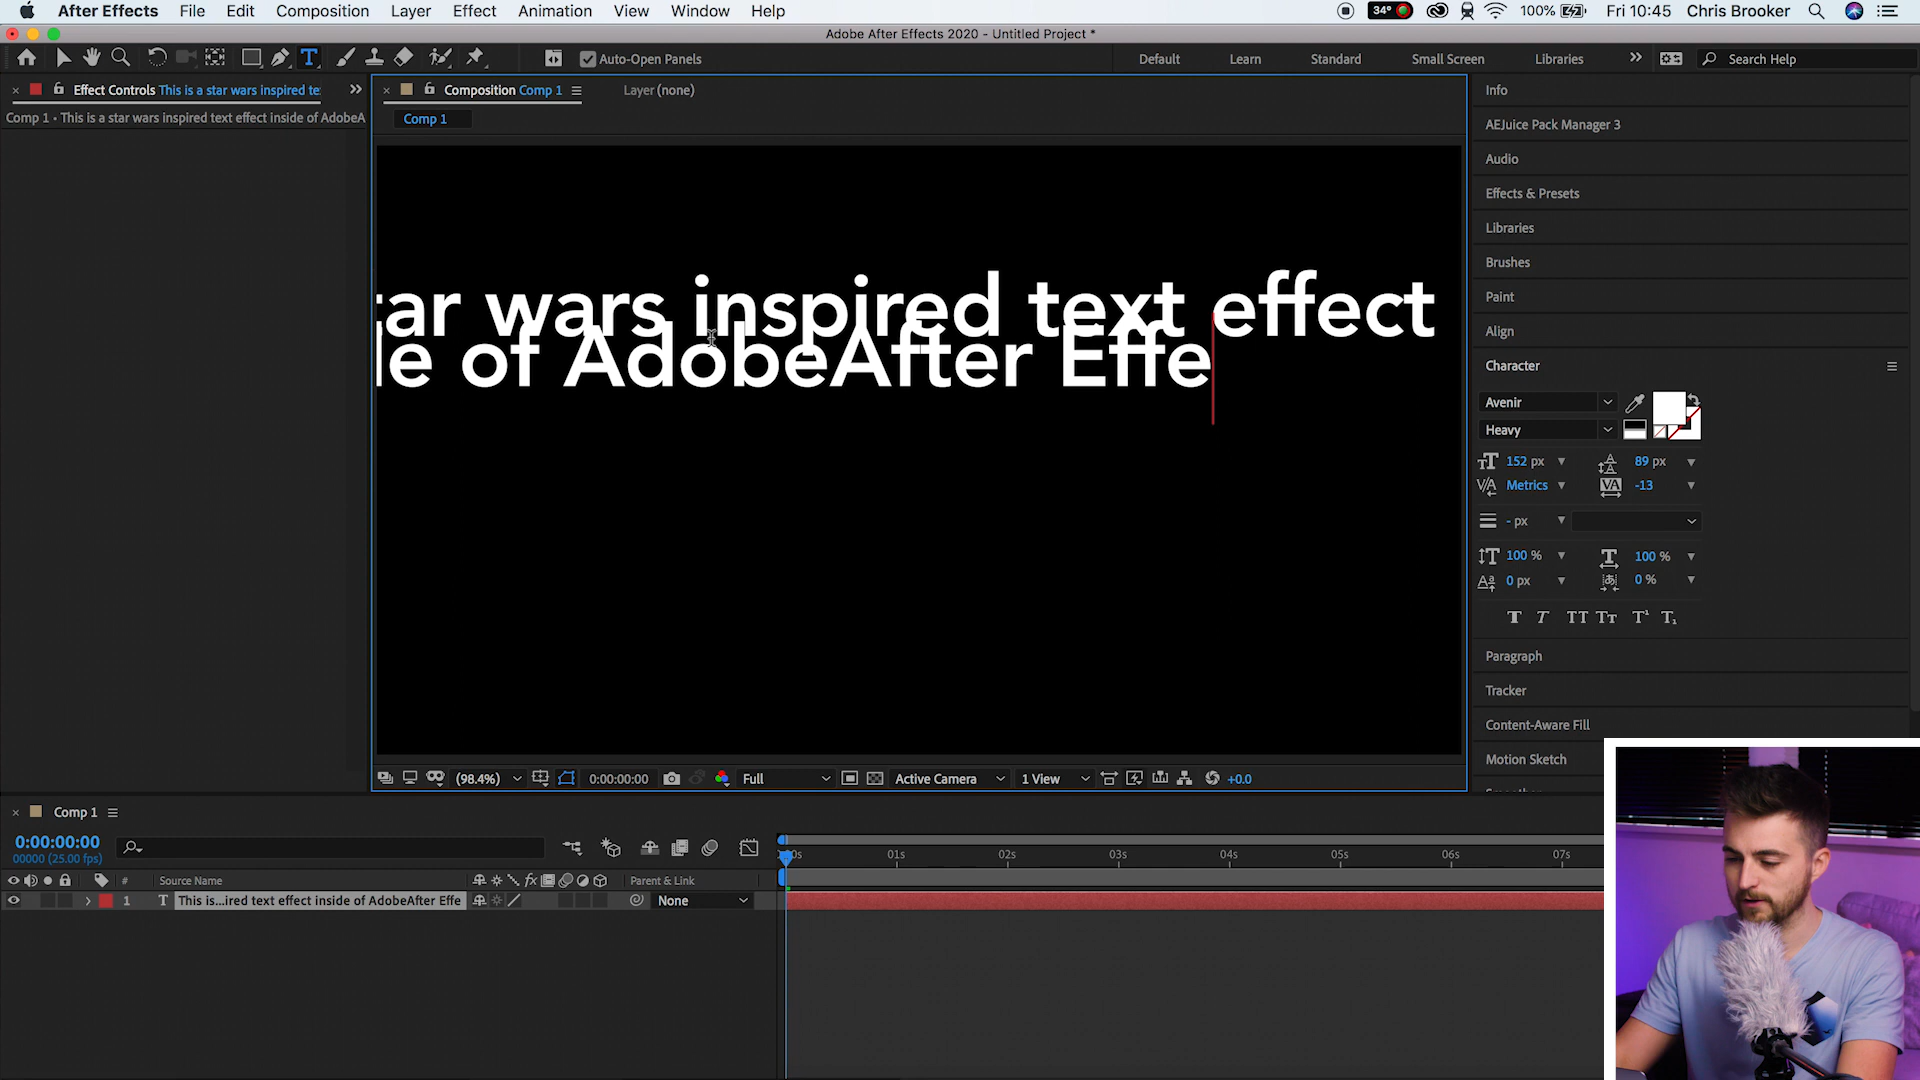 After Effects File Edit Composition Layer Effect Animation View Window Help 34° 100% Fri 10:45 Chris Brooker
Adobe After Effects 2020 - Untitled Project *
T Auto-Open Panels Default Learn Standard Small Screen Libraries Search Help
Effect Controls This is a star wars inspired te
Composition Comp 1
Layer (none)
Comp 1 • This is a star wars inspired text effect inside of AdobeA
Comp 1
tar wars inspired text effect
de of AdobeAfter Effe
(98.4%) 0:00:00:00 Full Active Camera 1 View +0.0
Info
AEJuice Pack Manager 3
Audio
Effects & Presets
Libraries
Brushes
Paint
Align
Character
Avenir
Heavy
152 px 89 px
Metrics -13
- px
100 % 100 %
0 px 0 %
T T TT Tt T¹ T₁
Paragraph
Tracker
Content-Aware Fill
Motion Sketch
Comp 1
0:00:00:00
00000 (25.00 fps)
01s 02s 03s 04s 05s 06s 07s
# Source Name fx Parent & Link
1 T This is...ired text effect inside of AdobeAfter Effe None